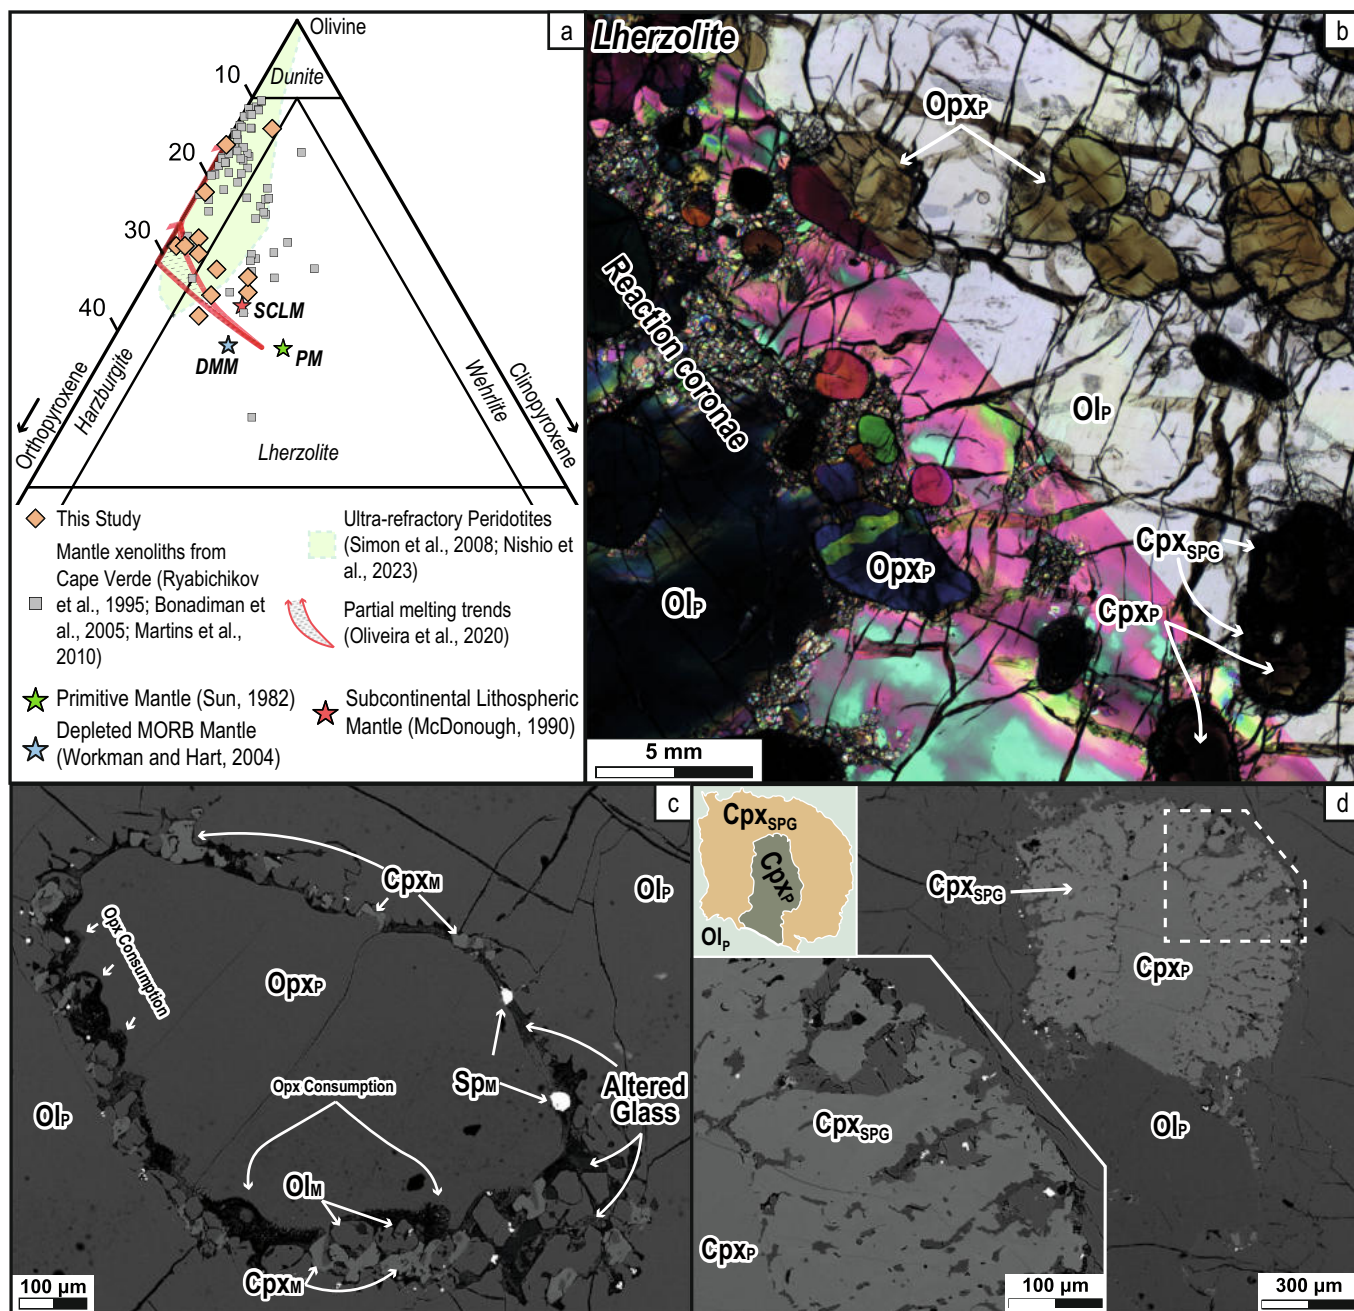 a
Olivine
10
Dunite
20
30
40
SCLM
DMM
PM
Orthopyroxene
Harzburgite
Wehrlite
Clinopyroxene
Lherzolite
This Study
Mantle xenoliths from
Cape Verde (Ryabichikov
et al., 1995; Bonadiman et
al., 2005; Martins et al.,
2010)
Ultra-refractory Peridotites
(Simon et al., 2008; Nishio et
al., 2023)
Partial melting trends
(Oliveira et al., 2020)
Primitive Mantle (Sun, 1982)
Depleted MORB Mantle
(Workman and Hart, 2004)
Subcontinental Lithospheric
Mantle (McDonough, 1990)
Lherzolite
b
OpxP
Reaction coronae
OlP
CpxSPG
OpxP
CpxP
OlP
5 mm
c
CpxM
OlP
Opx Consumption
OpxP
SpM
Altered
Glass
Opx Consumption
OlP
OlM
CpxM
100 µm
d
CpxSPG
CpxP
OlP
CpxSPG
CpxP
CpxSPG
OlP
CpxP
100 µm
300 µm